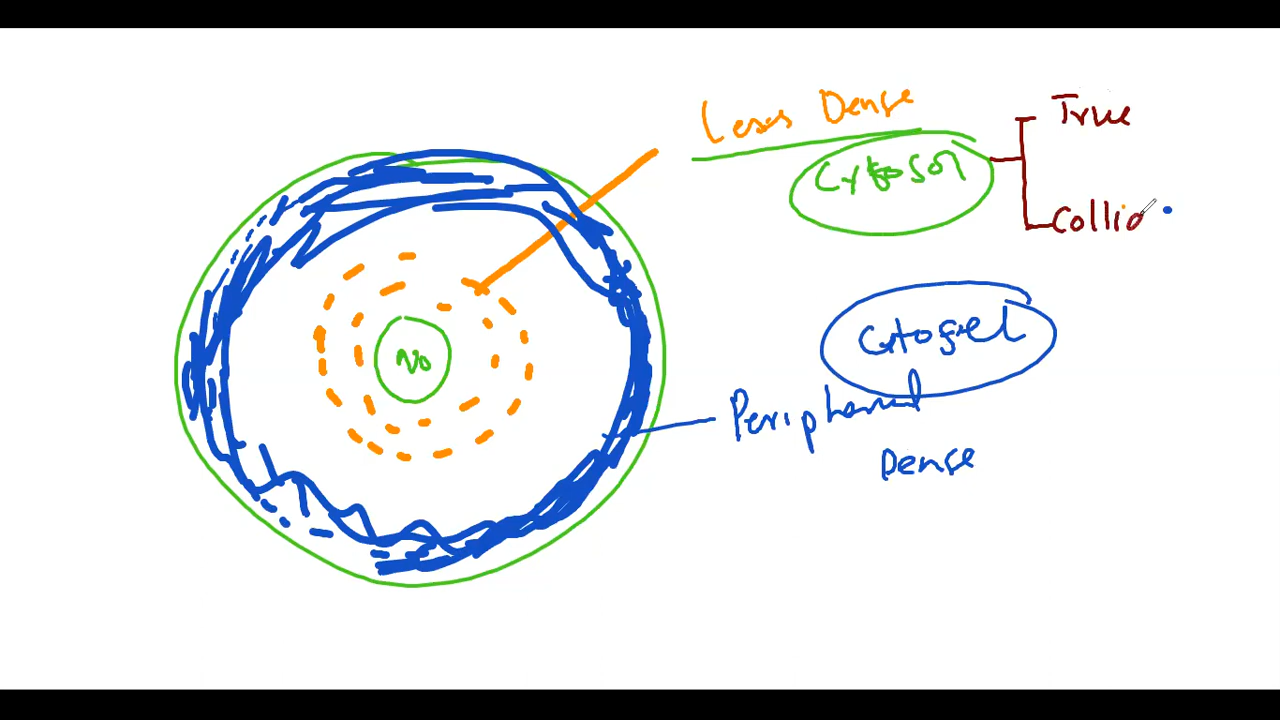 Less Dense
Cytosol
True
Collio
Cytogel
Peripheral
Dense
No